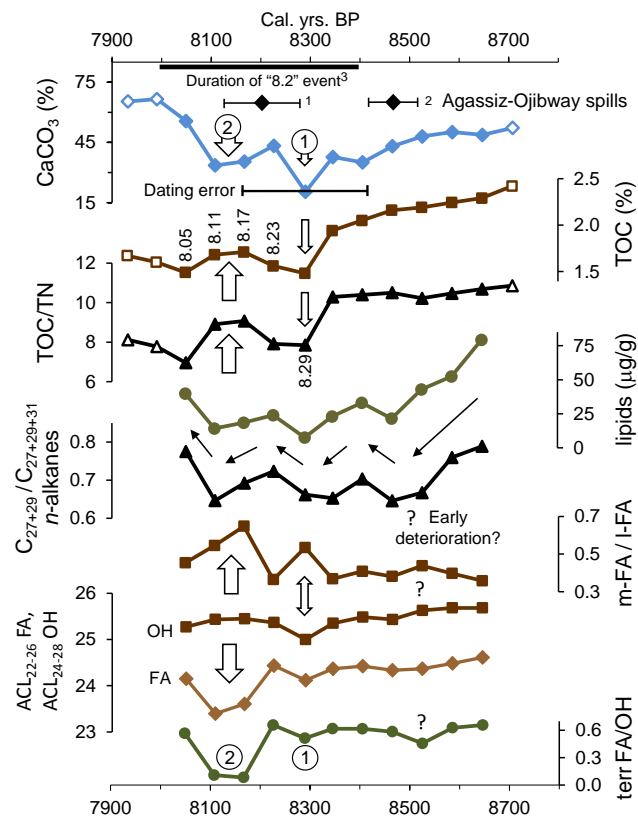 Cal. yrs. BP
7900 8100 8300 8500 8700
75
45
15
CaCO₃ (%)
Duration of “8.2” event³
1
2 Agassiz-Ojibway spills
2
1
Dating error
2.5
2.0
1.5
TOC (%)
8.05
8.11
8.17
8.23
8.29
12
10
8
6
TOC/TN
75
50
25
0
lipids (µg/g)
0.8
0.7
0.6
C₂₇₊₂₉ / C₂₇₊₂₉₊₃₁
n-alkanes
? Early
deterioration?
0.5
0.4
0.3
m-FA / l-FA
?
26
25
24
23
ACL₂₂₋₂₆ FA,
ACL₂₄₋₂₈ OH
OH
FA
?
2
1
0.6
0.3
0.0
terr FA/OH
7900 8100 8300 8500 8700